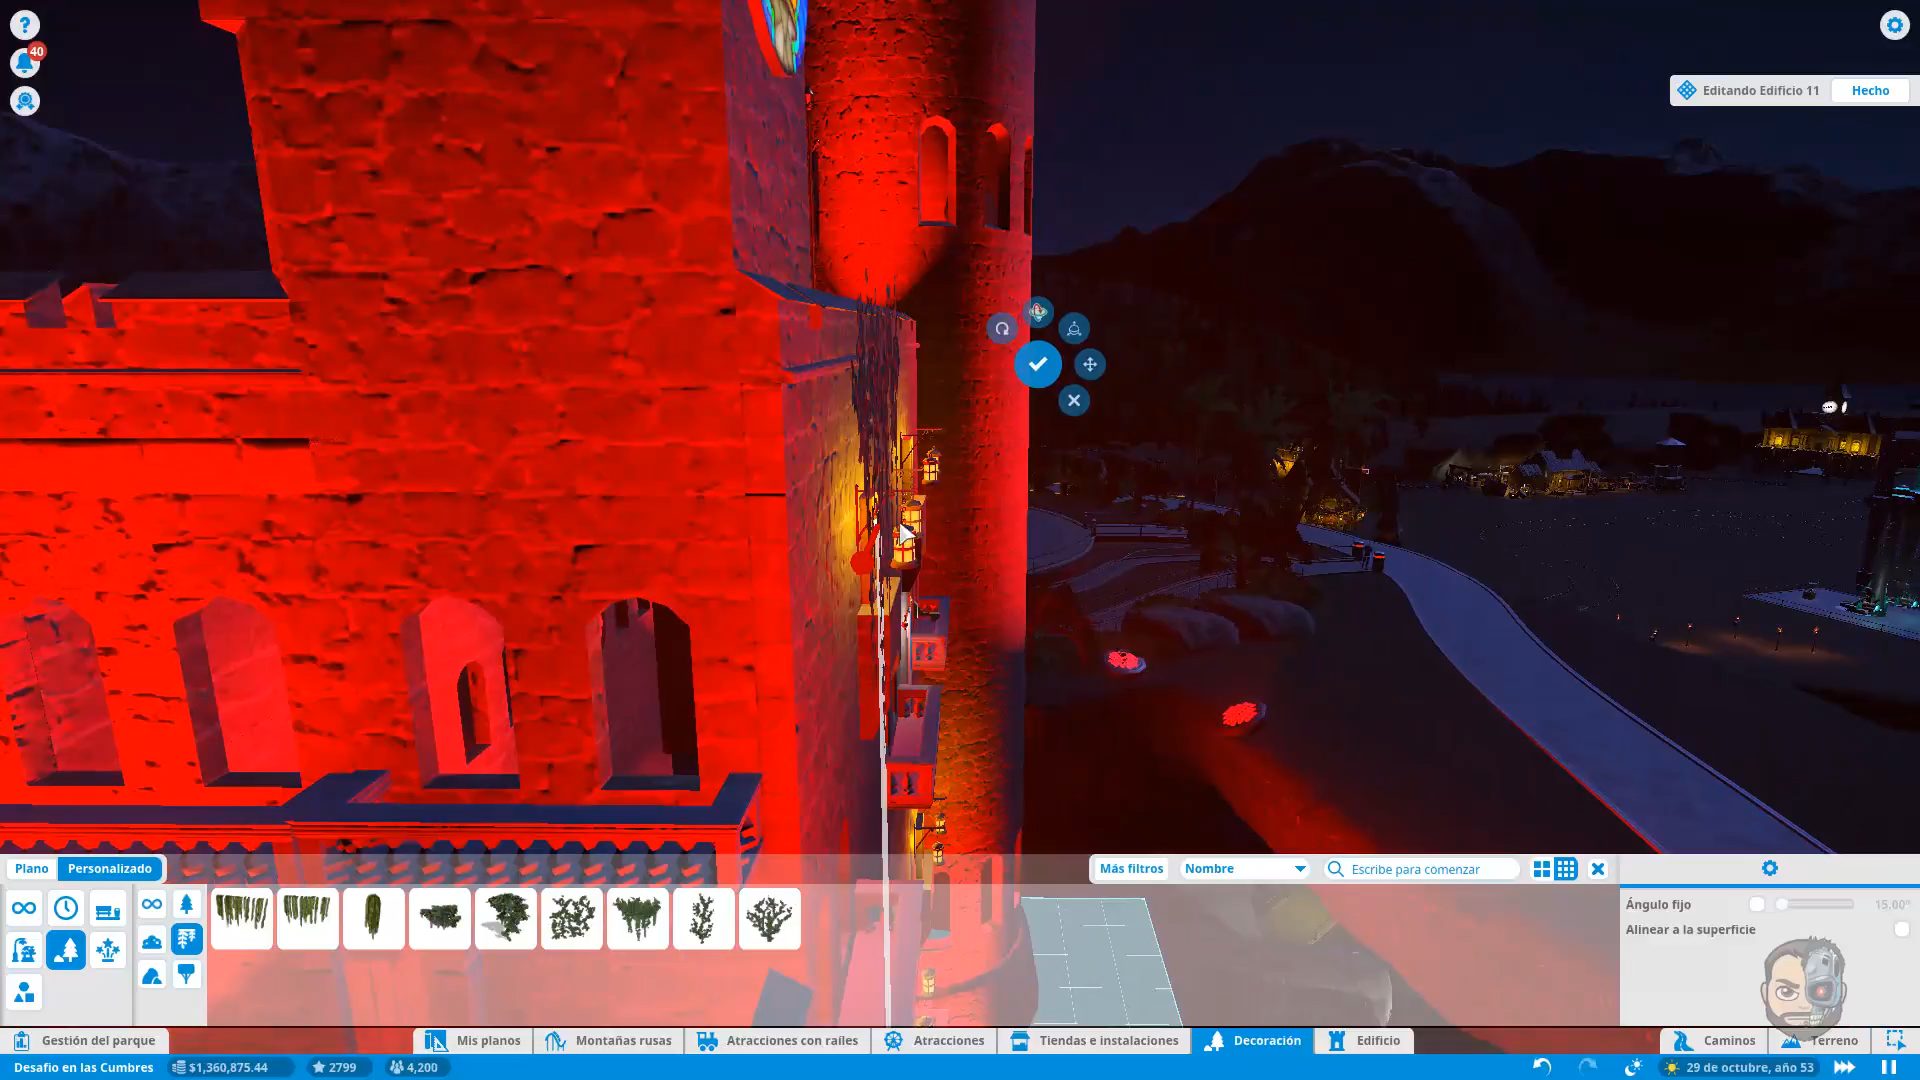 ?
40
Editando Edificio 11
Hecho
Plano
Personalizado
Más filtros
Nombre
Escribe para comenzar
Ángulo fijo
15.00°
Alinear a la superficie
Gestión del parque
Mis planos
Montañas rusas
Atracciones con raíles
Atracciones
Tiendas e instalaciones
Decoración
Edificio
Caminos
Terreno
Desafio en las Cumbres
$1,360,875.44
2799
4,200
29 de octubre, año 53